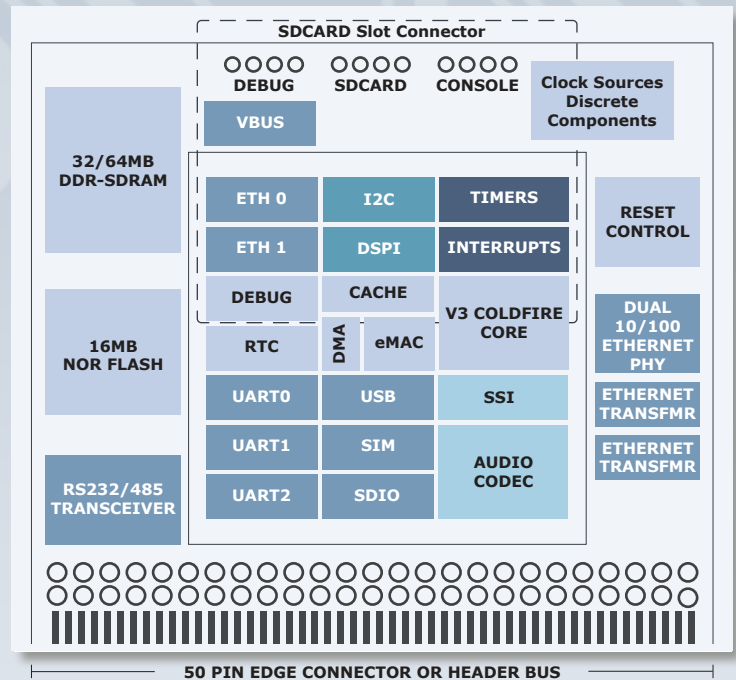 SDCARD Slot Connector
DEBUG
SDCARD
CONSOLE
Clock Sources
Discrete
Components
VBUS
32/64MB
DDR-SDRAM
ETH 0
I2C
TIMERS
RESET
CONTROL
ETH 1
DSPI
INTERRUPTS
DEBUG
CACHE
V3 COLDFIRE
CORE
16MB
NOR FLASH
RTC
DMA
eMAC
DUAL
10/100
ETHERNET
PHY
UART0
USB
SSI
ETHERNET
TRANSFMR
UART1
SIM
AUDIO
CODEC
ETHERNET
TRANSFMR
RS232/485
TRANSCEIVER
UART2
SDIO
50 PIN EDGE CONNECTOR OR HEADER BUS